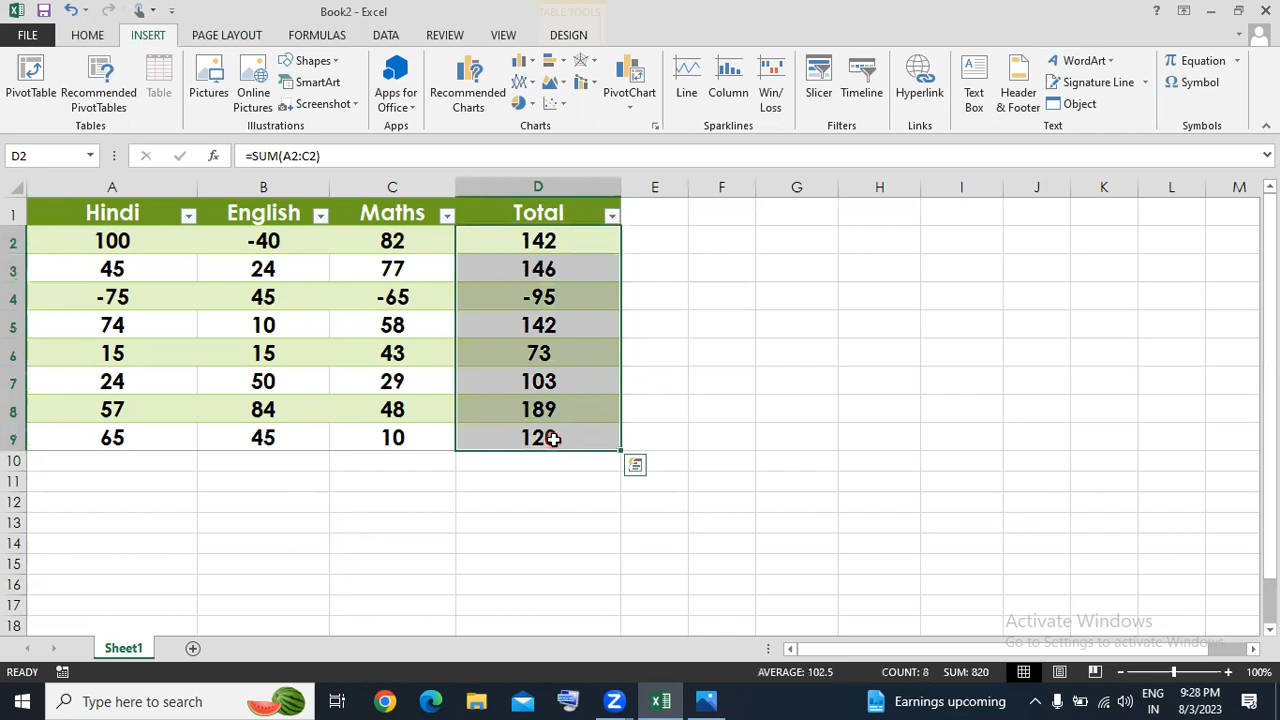 Book2 - Excel
TABLE TOOLS
?
FILE
HOME
INSERT
PAGE LAYOUT
FORMULAS
DATA
REVIEW
VIEW
DESIGN
PivotTable
Recommended PivotTables
Table
Tables
Pictures
Online Pictures
Shapes
SmartArt
Screenshot
Illustrations
Apps for Office
Apps
Recommended Charts
PivotChart
Charts
Line
Column
Win/Loss
Sparklines
Slicer
Timeline
Filters
Hyperlink
Links
Text Box
Header & Footer
WordArt
Signature Line
Object
Text
Equation
Symbol
Symbols
D2
=SUM(A2:C2)
A B C D E F G H I J K L M
1 Hindi English Maths Total
2 100 -40 82 142
3 45 24 77 146
4 -75 45 -65 -95
5 74 10 58 142
6 15 15 43 73
7 24 50 29 103
8 57 84 48 189
9 65 45 10 120
10
11
12
13
14
15
16
17
18
Activate Windows
Go to Settings to activate Windows.
Sheet1
READY
AVERAGE: 102.5 COUNT: 8 SUM: 820
100%
Type here to search
Earnings upcoming
ENG
IN
9:28 PM
8/3/2023